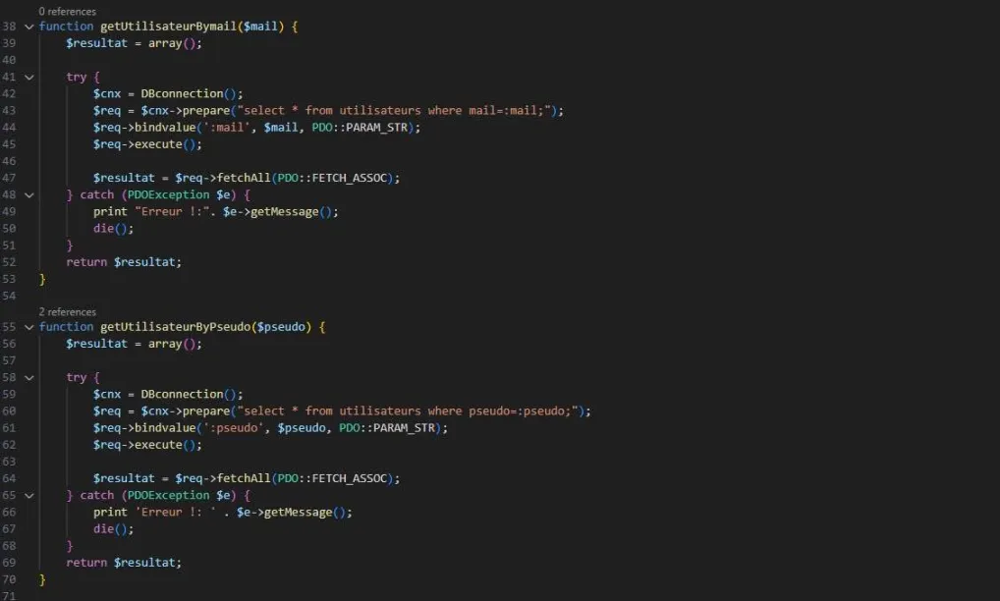 0 references
38 function getUtilisateurBymail($mail) {
39 $resultat = array();
40
41 try {
42 $cnx = DBconnection();
43 $req = $cnx->prepare("select * from utilisateurs where mail=:mail;");
44 $req->bindvalue(':mail', $mail, PDO::PARAM_STR);
45 $req->execute();
46
47 $resultat = $req->fetchAll(PDO::FETCH_ASSOC);
48 } catch (PDOException $e) {
49 print "Erreur !:". $e->getMessage();
50 die();
51 }
52 return $resultat;
53 }
54
2 references
55 function getUtilisateurByPseudo($pseudo) {
56 $resultat = array();
57
58 try {
59 $cnx = DBconnection();
60 $req = $cnx->prepare("select * from utilisateurs where pseudo=:pseudo;");
61 $req->bindvalue(':pseudo', $pseudo, PDO::PARAM_STR);
62 $req->execute();
63
64 $resultat = $req->fetchAll(PDO::FETCH_ASSOC);
65 } catch (PDOException $e) {
66 print 'Erreur !: ' . $e->getMessage();
67 die();
68 }
69 return $resultat;
70 }
71